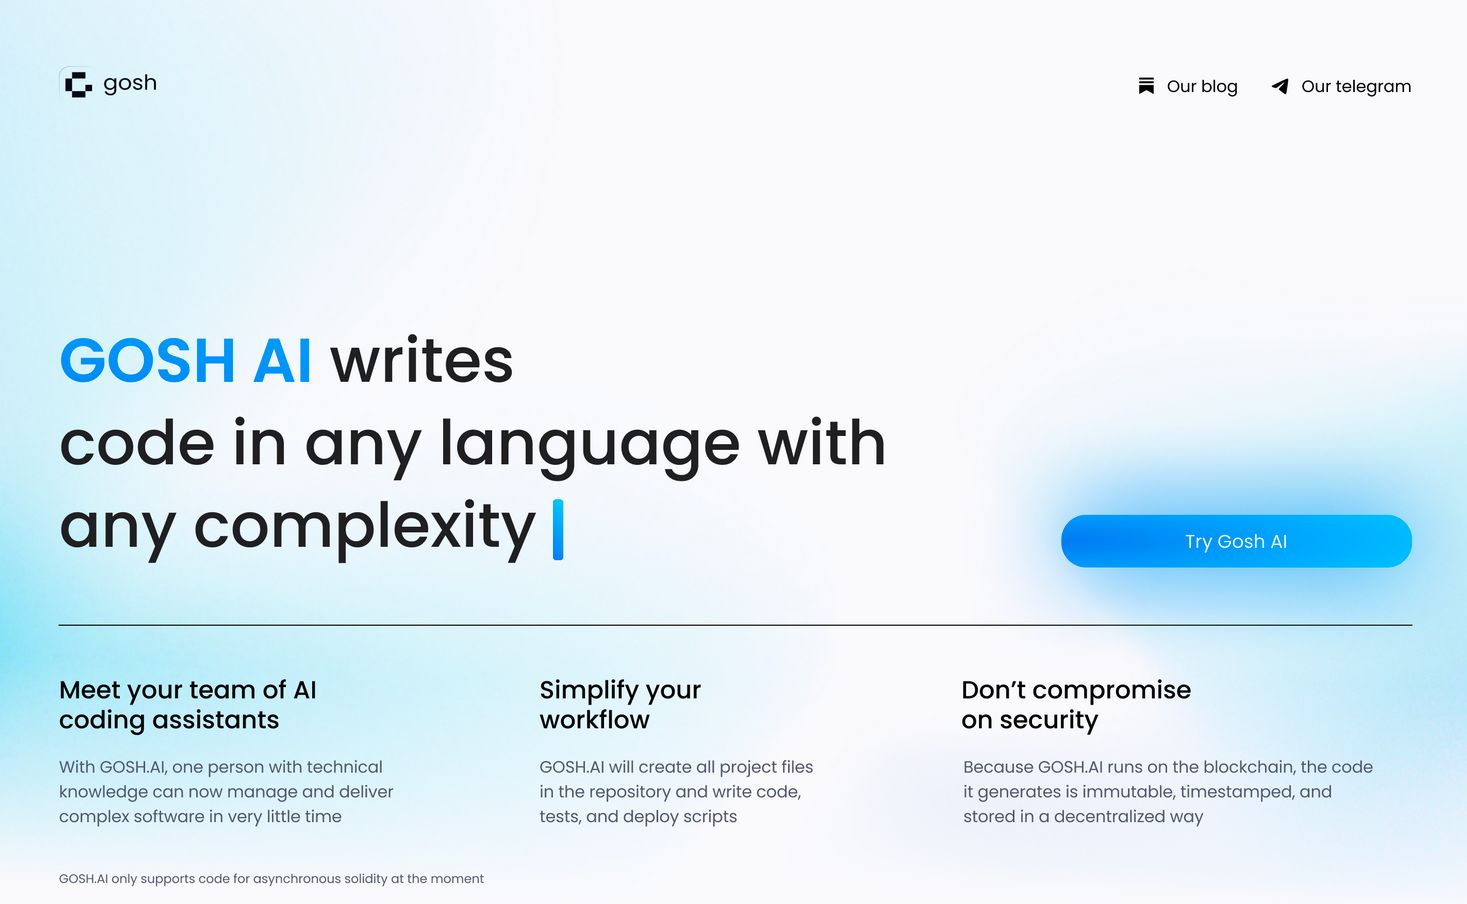 gosh
Our blog
Our telegram
GOSH AI writes
code in any language with
any complexity
Try Gosh AI
Meet your team of AI
coding assistants
With GOSH.AI, one person with technical
knowledge can now manage and deliver
complex software in very little time
Simplify your
workflow
GOSH.AI will create all project files
in the repository and write code,
tests, and deploy scripts
Don’t compromise
on security
Because GOSH.AI runs on the blockchain, the code
it generates is immutable, timestamped, and
stored in a decentralized way
GOSH.AI only supports code for asynchronous solidity at the moment